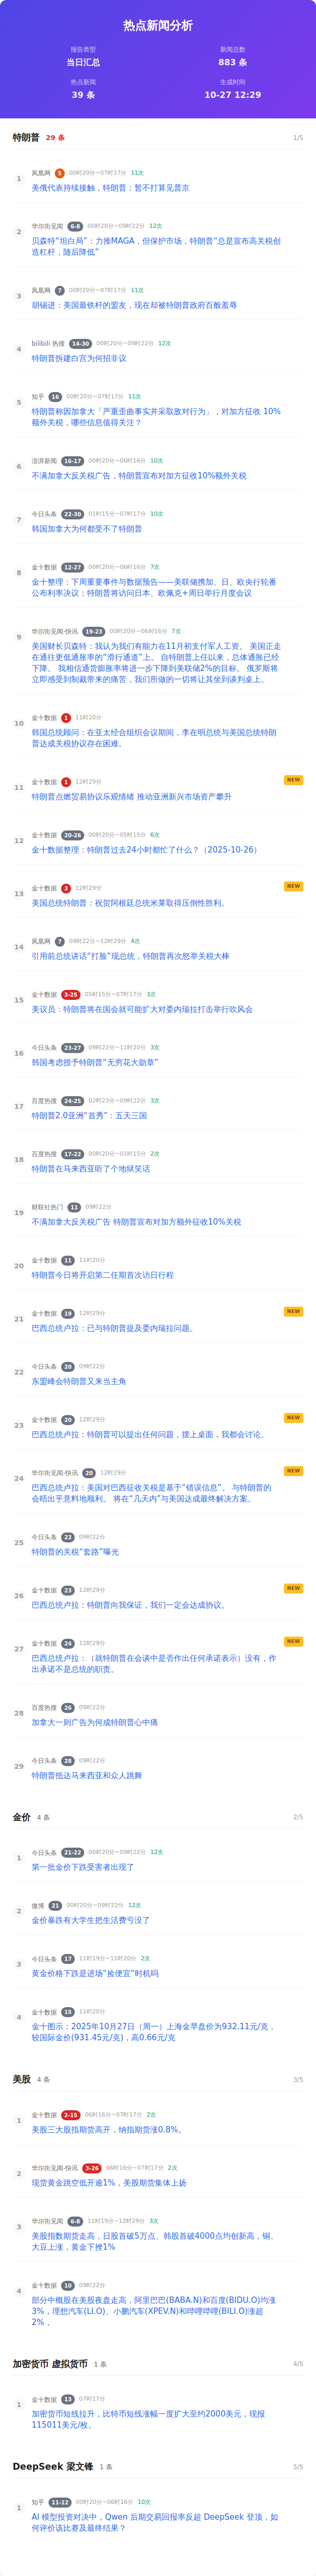 热点新闻分析
报告类型
当日汇总
新闻总数
883 条
热点新闻
39 条
生成时间
10-27 12:29
特朗普 29 条 1/5
1
凤凰网 5 00时20分~07时17分 11次
美俄代表持续接触，特朗普：暂不打算见普京
2
华尔街见闻 6-8 00时20分~09时22分 12次
贝森特“坦白局”：力推MAGA，但保护市场，特朗普“总是宣布高关税创
造杠杆，随后降低”
3
凤凰网 7 00时20分~07时17分 11次
胡锡进：美国最铁杆的盟友，现在却被特朗普政府百般羞辱
4
bilibili 热搜 14-30 00时20分~09时22分 12次
特朗普拆建白宫为何招非议
5
知乎 16 00时20分~07时17分 11次
特朗普称因加拿大「严重歪曲事实并采取敌对行为」，对加方征收 10%
额外关税，哪些信息值得关注？
6
澎湃新闻 16-17 00时20分~06时16分 10次
不满加拿大反关税广告，特朗普宣布对加方征收10%额外关税
7
今日头条 22-30 01时15分~07时17分 10次
韩国加拿大为何都受不了特朗普
8
金十数据 12-27 00时20分~06时16分 7次
金十整理：下周重要事件与数据预告——美联储携加、日、欧央行轮番
公布利率决议；特朗普将访问日本、欧佩克+周日举行月度会议
9
华尔街见闻-快讯 19-23 00时20分~06时16分 7次
美国财长贝森特：我认为我们有能力在11月初支付军人工资。 美国正走
在通往更低通胀率的“滑行通道”上。 自特朗普上任以来，总体通胀已经
下降。 我相信通货膨胀率将进一步下降到美联储2%的目标。 俄罗斯将
立即感受到制裁带来的痛苦，我们所做的一切将让其坐到谈判桌上。
10
金十数据 1 11时20分
韩国总统顾问：在亚太经合组织会议期间，李在明总统与美国总统特朗
普达成关税协议存在困难。
11
金十数据 1 12时29分
NEW
特朗普点燃贸易协议乐观情绪 推动亚洲新兴市场资产攀升
12
金十数据 20-26 00时20分~05时15分 6次
金十数据整理：特朗普过去24小时都忙了什么？（2025-10-26）
13
金十数据 3 12时29分
NEW
美国总统特朗普：祝贺阿根廷总统米莱取得压倒性胜利。
14
凤凰网 7 09时22分~12时29分 4次
引用前总统讲话“打脸”现总统，特朗普再次怒举关税大棒
15
金十数据 3-25 05时15分~07时17分 3次
美议员：特朗普将在国会就可能扩大对委内瑞拉打击举行吹风会
16
今日头条 23-27 09时22分~11时20分 3次
韩国考虑授予特朗普“无穷花大勋章”
17
百度热搜 24-25 02时23分~09时22分 3次
特朗普2.0亚洲“首秀”：五天三国
18
百度热搜 17-22 00时20分~01时15分 2次
特朗普在马来西亚听了个地狱笑话
19
财联社热门 11 09时22分
不满加拿大反关税广告 特朗普宣布对加方额外征收10%关税
20
金十数据 11 11时20分
特朗普今日将开启第二任期首次访日行程
21
金十数据 19 12时29分
NEW
巴西总统卢拉：已与特朗普提及委内瑞拉问题。
22
今日头条 20 09时22分
东盟峰会特朗普又来当主角
23
金十数据 20 12时29分
NEW
巴西总统卢拉：特朗普可以提出任何问题，摆上桌面，我都会讨论。
24
华尔街见闻-快讯 20 12时29分
NEW
巴西总统卢拉：美国对巴西征收关税是基于“错误信息”。 与特朗普的
会晤出乎意料地顺利。 将在“几天内”与美国达成最终解决方案。
25
今日头条 22 09时22分
特朗普的关税“套路”曝光
26
金十数据 23 12时29分
NEW
巴西总统卢拉：特朗普向我保证，我们一定会达成协议。
27
金十数据 24 12时29分
NEW
巴西总统卢拉：（就特朗普在会谈中是否作出任何承诺表示）没有，作
出承诺不是总统的职责。
28
百度热搜 26 09时22分
加拿大一则广告为何成特朗普心中痛
29
今日头条 28 09时22分
特朗普抵达马来西亚和众人跳舞
金价 4 条 2/5
1
今日头条 21-22 00时20分~09时22分 12次
第一批金价下跌受害者出现了
2
微博 21 00时20分~09时22分 12次
金价暴跌有大学生把生活费亏没了
3
今日头条 17 11时19分~11时20分 2次
黄金价格下跌是进场“捡便宜”时机吗
4
金十数据 15 11时20分
金十图示：2025年10月27日（周一）上海金早盘价为932.11元/克，
较国际金价(931.45元/克)，高0.66元/克
美股 4 条 3/5
1
金十数据 2-15 06时16分~07时17分 2次
美股三大股指期货高开，纳指期货涨0.8%。
2
华尔街见闻-快讯 3-26 06时16分~07时17分 2次
现货黄金跳空低开逾1%，美股期货集体上扬
3
华尔街见闻 6-8 11时19分~12时29分 3次
美股指数期货走高，日股首破5万点、韩股首破4000点均创新高，铜、
大豆上涨，黄金下挫1%
4
金十数据 10 09时22分
部分中概股在美股夜盘走高，阿里巴巴(BABA.N)和百度(BIDU.O)均涨
3%，理想汽车(LI.O)、小鹏汽车(XPEV.N)和哔哩哔哩(BILI.O)涨超
2%，
加密货币 虚拟货币 1 条 4/5
1
金十数据 13 07时17分
加密货币短线拉升，比特币短线涨幅一度扩大至约2000美元，现报
115011美元/枚。
DeepSeek 梁文锋 1 条 5/5
1
知乎 11-12 00时20分~06时16分 10次
AI 模型投资对决中，Qwen 后期交易回报率反超 DeepSeek 登顶，如
何评价该比赛及最终结果？